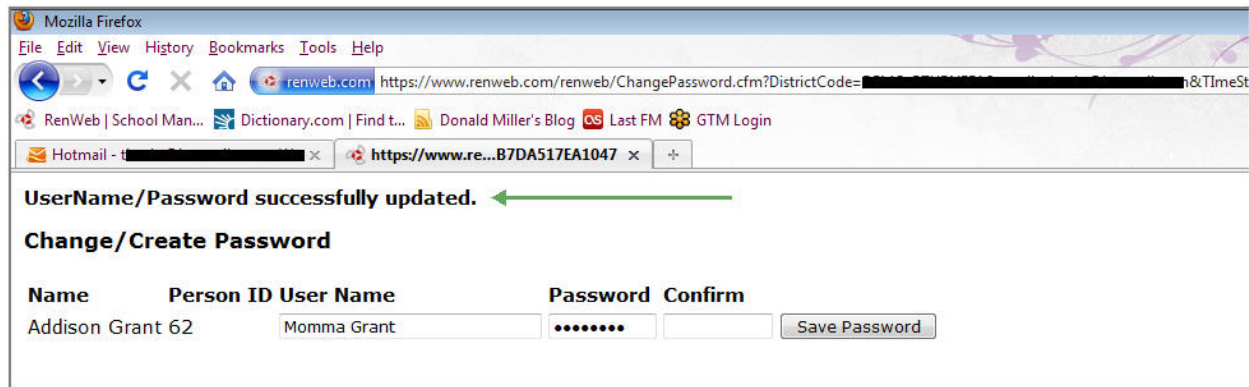 Mozilla Firefox
File Edit View History Bookmarks Tools Help
renweb.com https://www.renweb.com/renweb/ChangePassword.cfm?DistrictCode= &TImeSt
RenWeb | School Man... Dictionary.com | Find t... Donald Miller's Blog Last FM GTM Login
Hotmail - t https://www.re...B7DA517EA1047
UserName/Password successfully updated.
Change/Create Password
Name Person ID User Name Password Confirm
Addison Grant 62 Momma Grant •••••••• Save Password